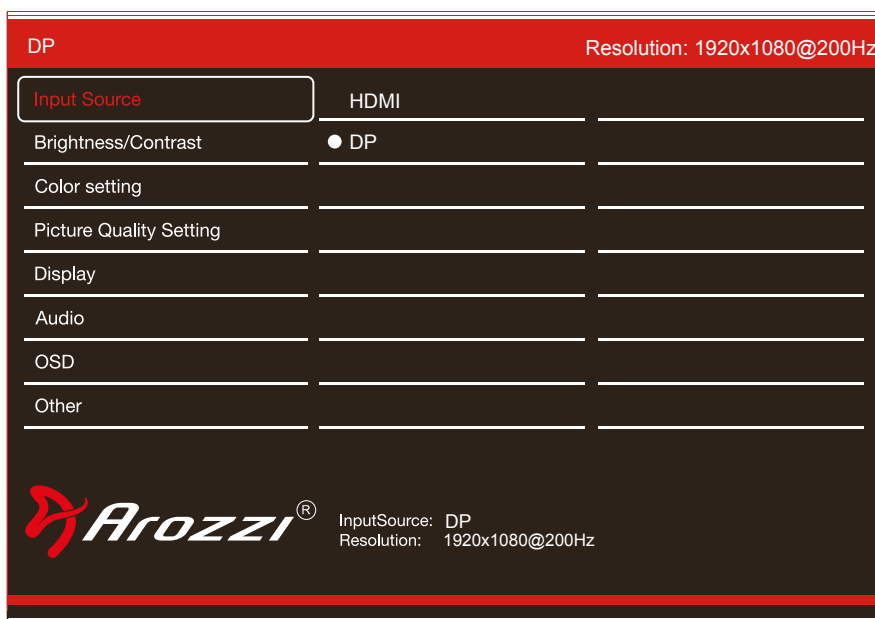 DP Resolution: 1920x1080@200Hz
Input Source HDMI
Brightness/Contrast DP
Color setting
Picture Quality Setting
Display
Audio
OSD
Other
Arozzi®
InputSource: DP
Resolution: 1920x1080@200Hz